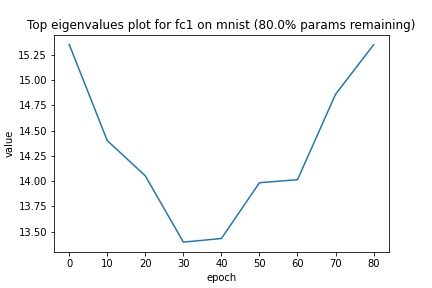 Top eigenvalues plot for fc1 on mnist (80.0% params remaining)
15.25
15.00
14.75
14.50
14.25
14.00
13.75
13.50
value
0 10 20 30 40 50 60 70 80
epoch